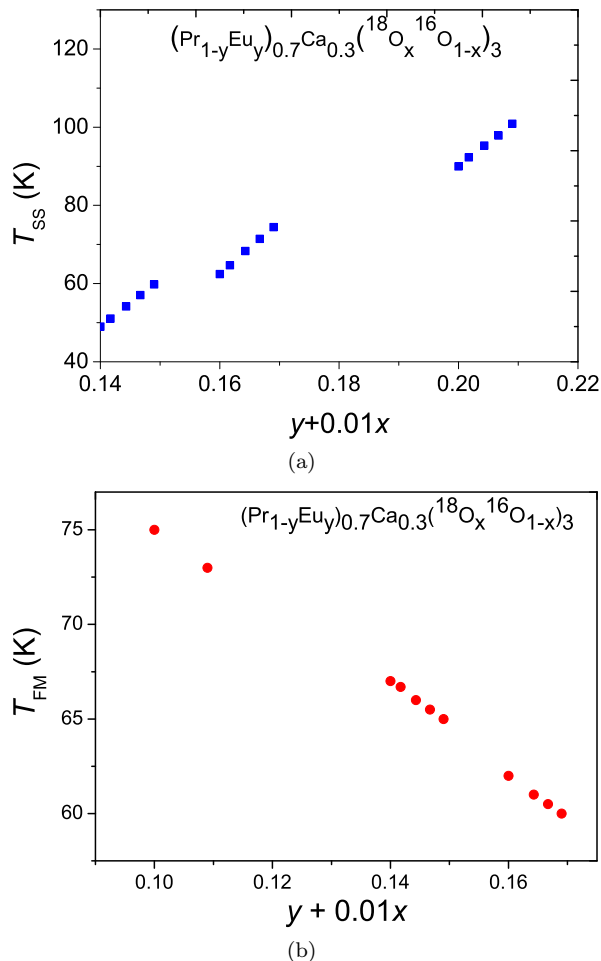 (Pr1-yEuy)0.7Ca0.3(18Ox16O1-x)3
120
100
80
60
40
TSS (K)
0.14 0.16 0.18 0.20 0.22
y+0.01x
(a)
(Pr1-yEuy)0.7Ca0.3(18Ox16O1-x)3
75
70
65
60
TFM (K)
0.10 0.12 0.14 0.16
y + 0.01x
(b)